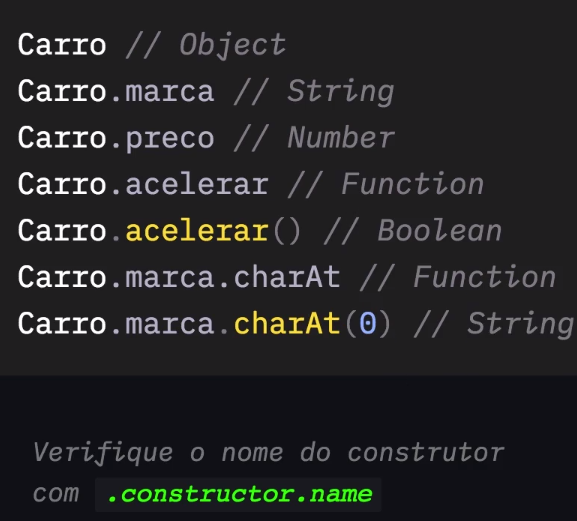 Carro // Object
Carro.marca // String
Carro.preco // Number
Carro.acelerar // Function
Carro.acelerar() // Boolean
Carro.marca.charAt // Function
Carro.marca.charAt(0) // String
Verifique o nome do construtor
com .constructor.name